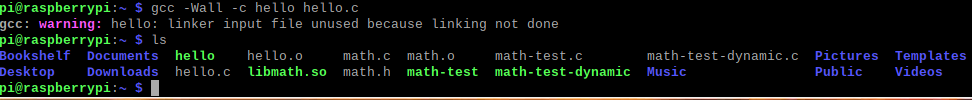 pi@raspberrypi:~ $ gcc -Wall -c hello hello.c
gcc: warning: hello: linker input file unused because linking not done
pi@raspberrypi:~ $ ls
Bookshelf  Documents  hello    hello.o     math.c  math.o     math-test.c        math-test-dynamic.c  Pictures  Templates
Desktop    Downloads  hello.c  libmath.so  math.h  math-test  math-test-dynamic  Music                Public    Videos
pi@raspberrypi:~ $